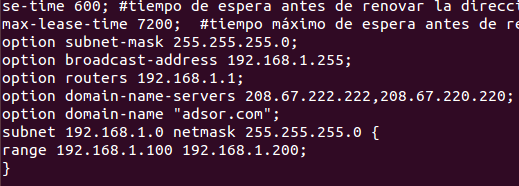 se-time 600; #tiempo de espera antes de renovar la direcci
max-lease-time 7200;  #tiempo máximo de espera antes de re
option subnet-mask 255.255.255.0;
option broadcast-address 192.168.1.255;
option routers 192.168.1.1;
option domain-name-servers 208.67.222.222,208.67.220.220;
option domain-name "adsor.com";
subnet 192.168.1.0 netmask 255.255.255.0 {
range 192.168.1.100 192.168.1.200;
}